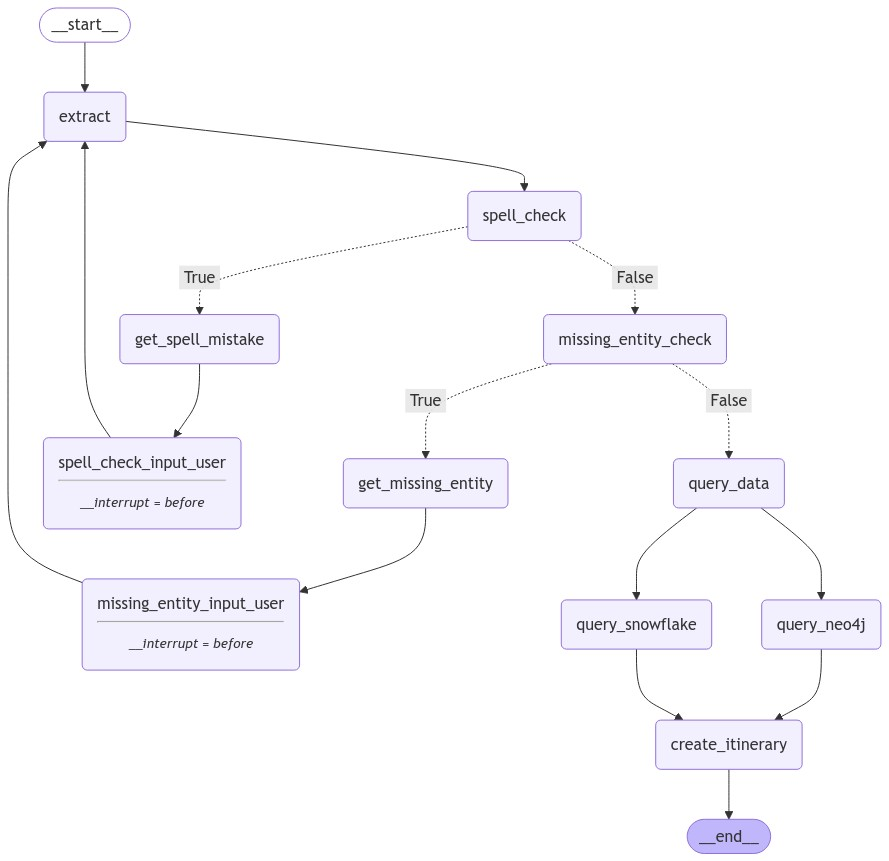 __start__
extract
spell_check
True
False
get_spell_mistake
missing_entity_check
True
False
spell_check_input_user
__interrupt = before
get_missing_entity
query_data
missing_entity_input_user
__interrupt = before
query_snowflake
query_neo4j
create_itinerary
__end__